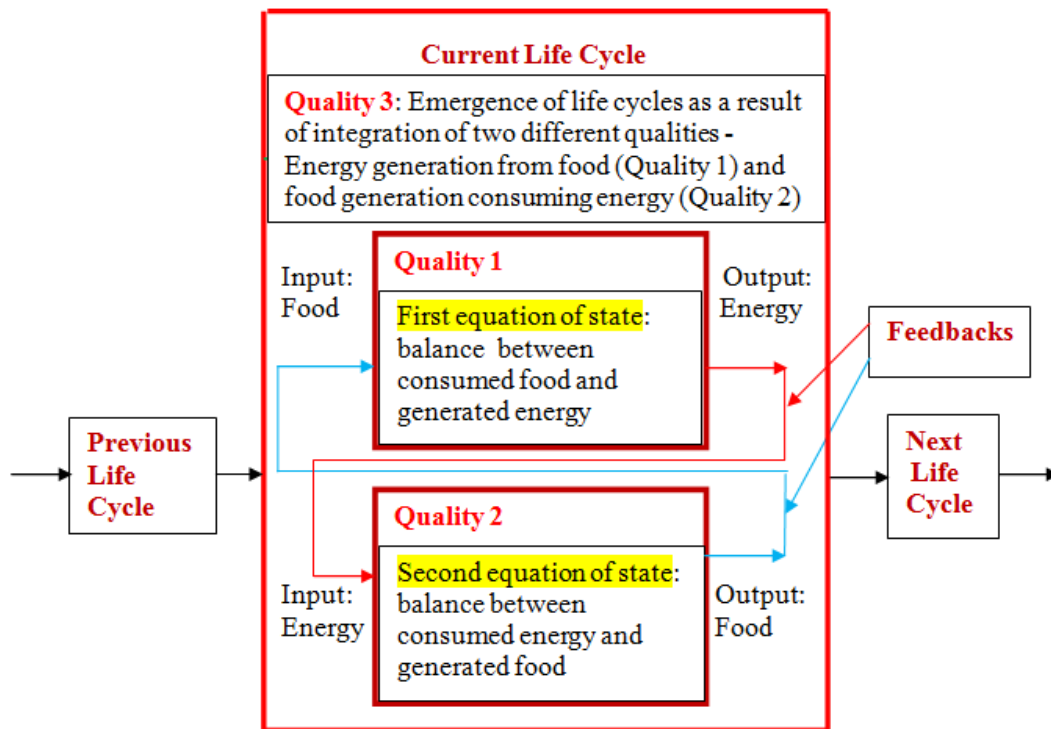 Current Life Cycle
Quality 3: Emergence of life cycles as a result
of integration of two different qualities -
Energy generation from food (Quality 1) and
food generation consuming energy (Quality 2)
Input:
Food
Quality 1
First equation of state:
balance between
consumed food and
generated energy
Output:
Energy
Feedbacks
Previous
Life
Cycle
Next
Life
Cycle
Input:
Energy
Quality 2
Second equation of state:
balance between
consumed energy and
generated food
Output:
Food